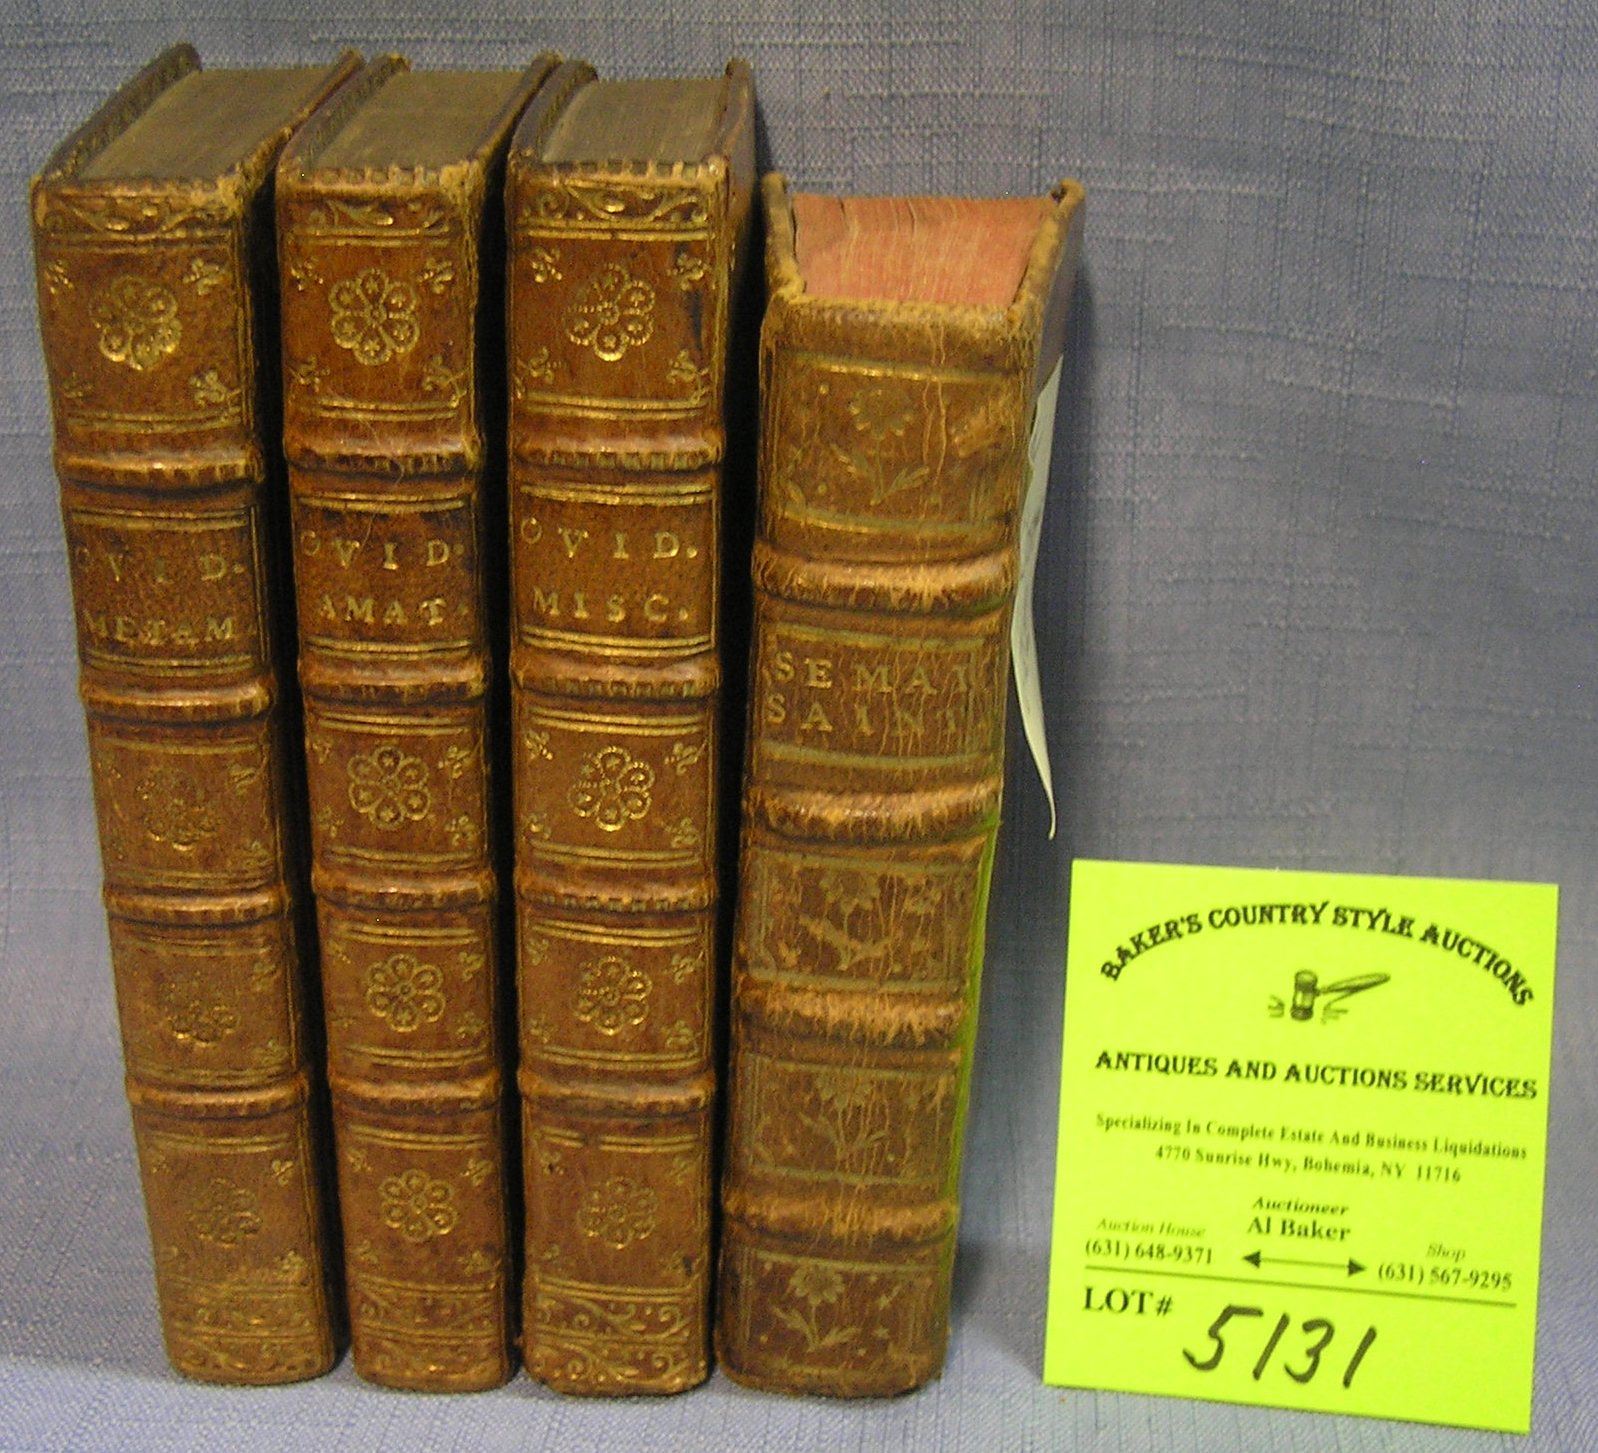 OVID.
METAM.
OVID.
AMAT.
OVID.
MISC.
SEMAI
SAINT
BAKER'S COUNTRY STYLE AUCTIONS
ANTIQUES AND AUCTIONS SERVICES
Specializing In Complete Estate And Business Liquidations
4770 Sunrise Hwy, Bohemia, NY 11716
Auctioneer
Al Baker
Auction House
(631) 648-9371
Shop
(631) 567-9295
LOT# 5131